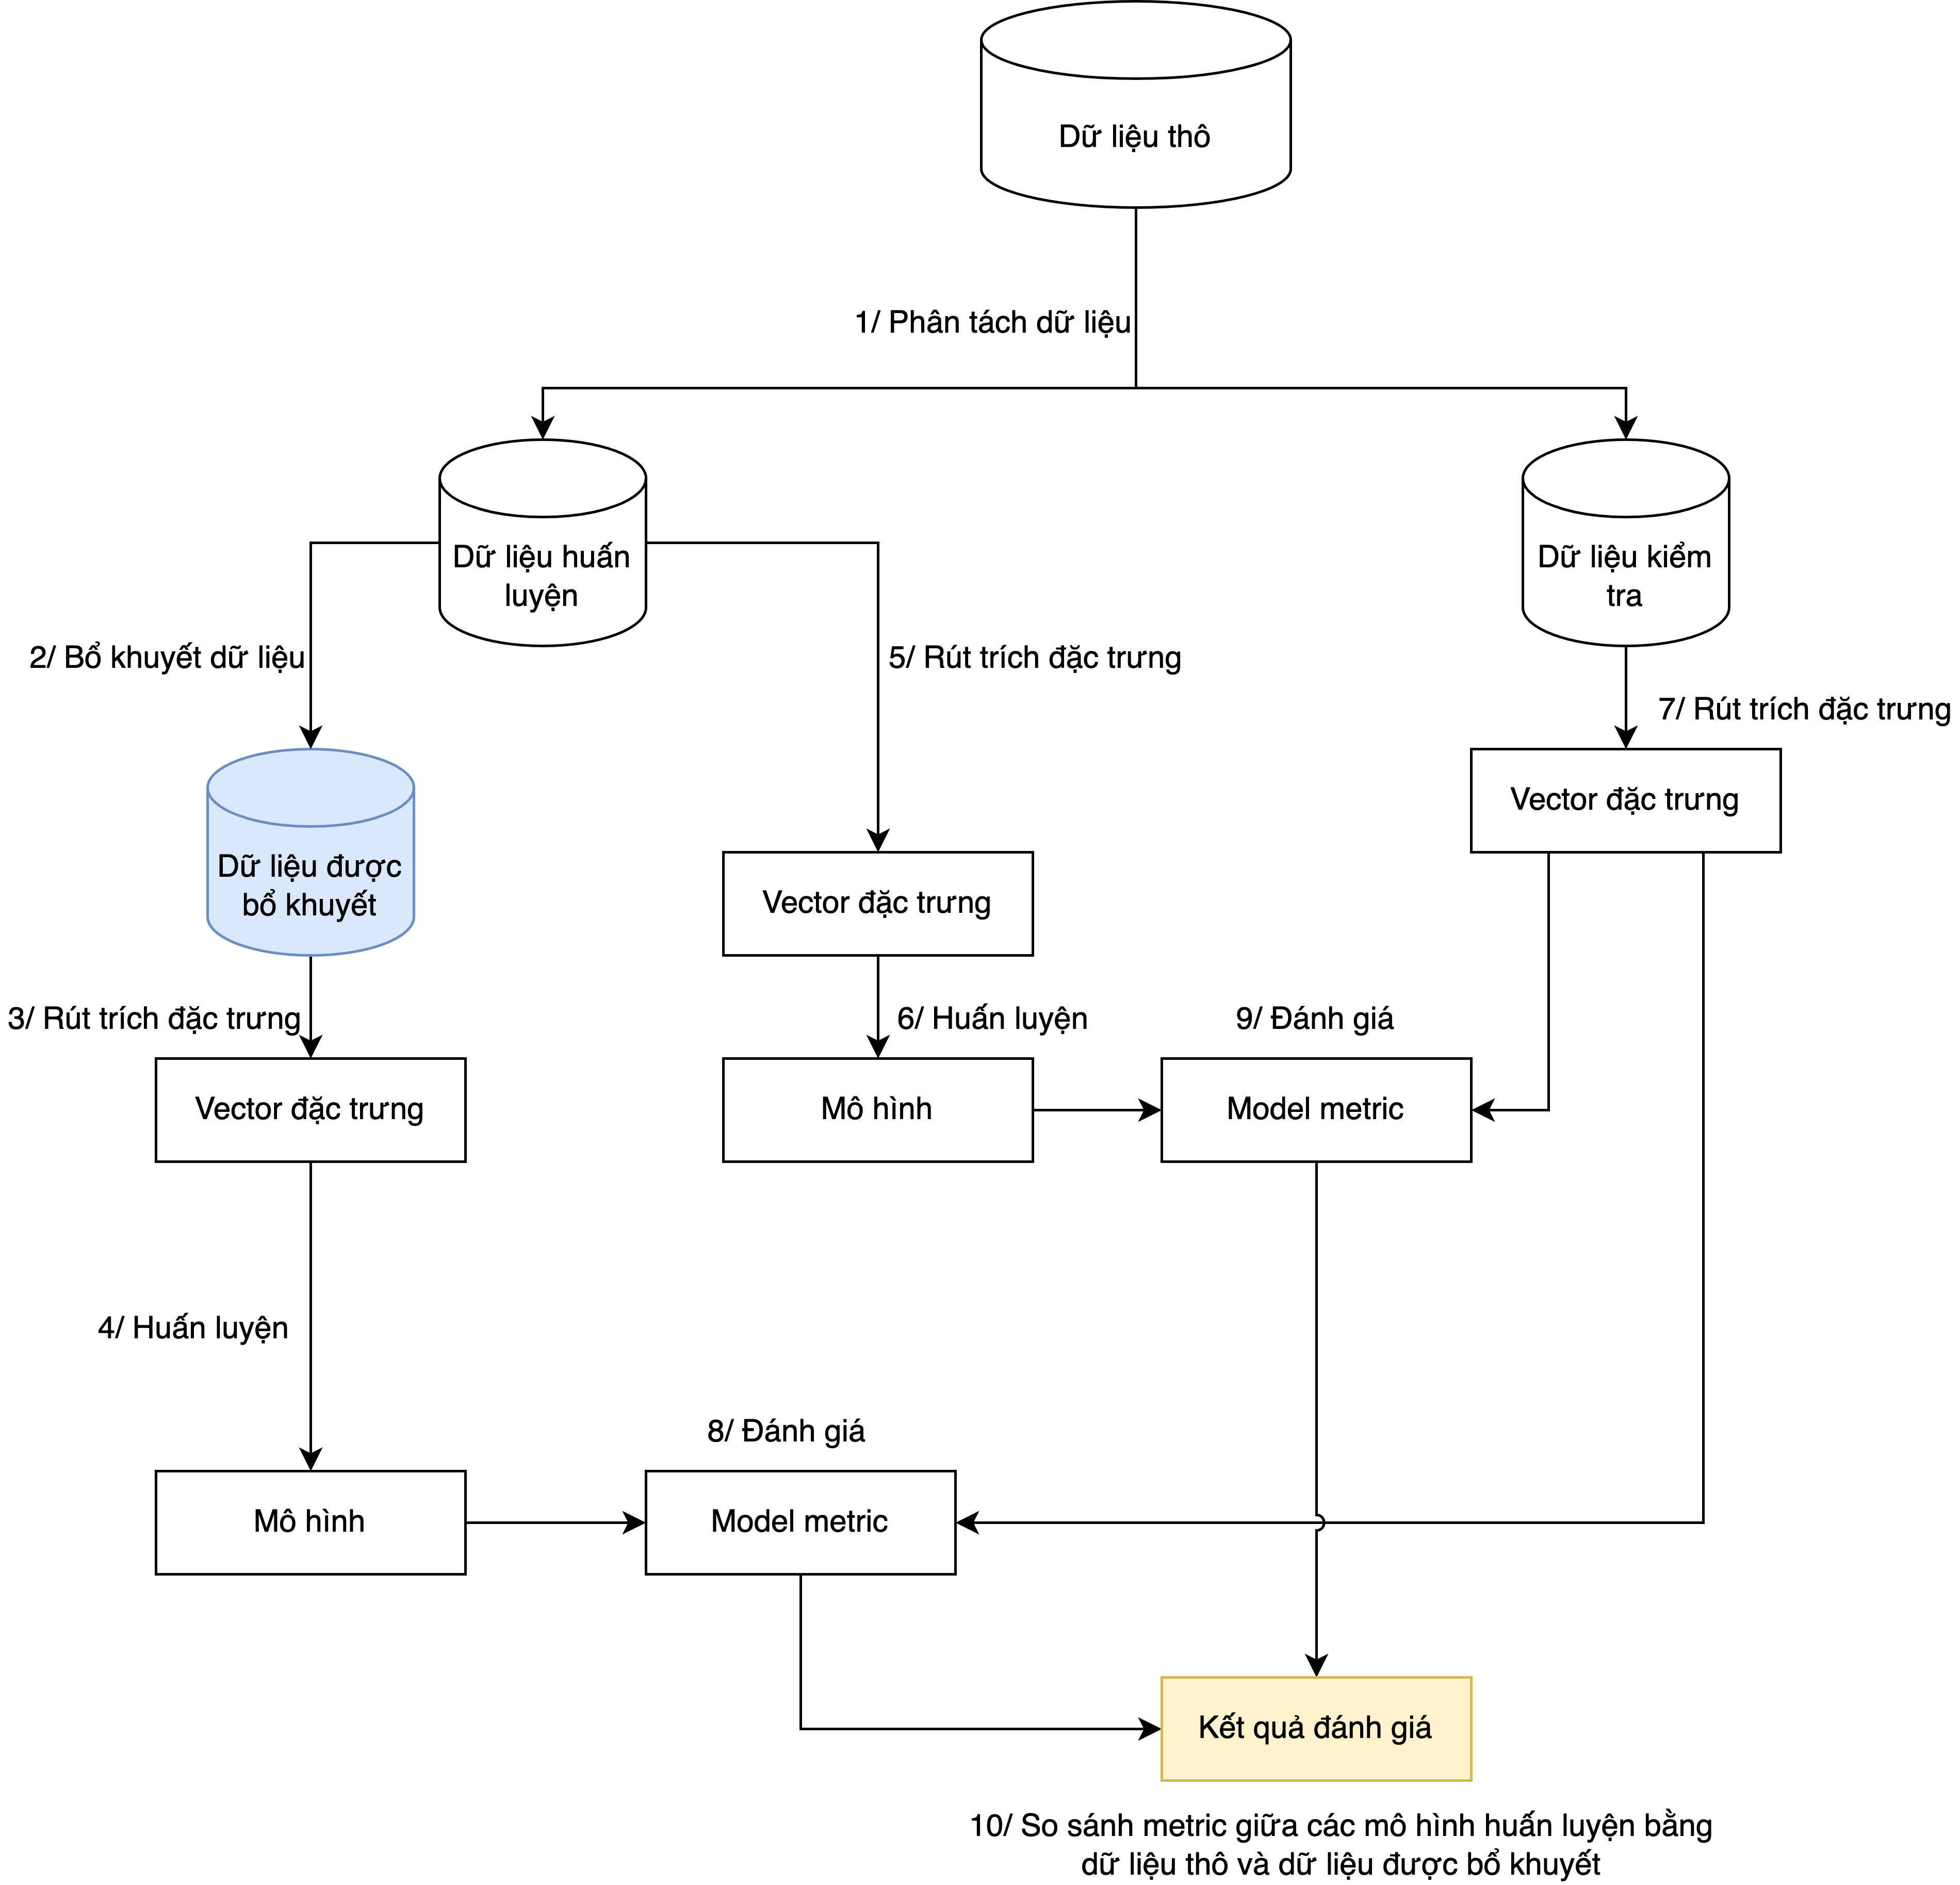 Dữ liệu thô
1/ Phân tách dữ liệu
Dữ liệu huấn
luyện
Dữ liệu kiểm
tra
2/ Bổ khuyết dữ liệu
5/ Rút trích đặc trưng
7/ Rút trích đặc trưng
Vector đặc trưng
Dữ liệu được
bổ khuyết
Vector đặc trưng
3/ Rút trích đặc trưng
6/ Huấn luyện
9/ Đánh giá
Vector đặc trưng
Mô hình
Model metric
4/ Huấn luyện
8/ Đánh giá
Mô hình
Model metric
Kết quả đánh giá
10/ So sánh metric giữa các mô hình huấn luyện bằng
dữ liệu thô và dữ liệu được bổ khuyết